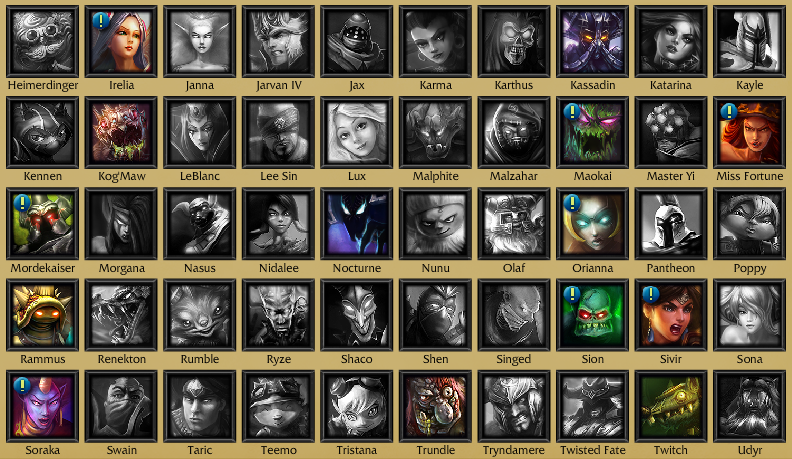 Heimerdinger Irelia Janna Jarvan IV Jax Karma Karthus Kassadin Katarina Kayle
Kennen Kog'Maw LeBlanc Lee Sin Lux Malphite Malzahar Maokai Master Yi Miss Fortune
Mordekaiser Morgana Nasus Nidalee Nocturne Nunu Olaf Orianna Pantheon Poppy
Rammus Renekton Rumble Ryze Shaco Shen Singed Sion Sivir Sona
Soraka Swain Taric Teemo Tristana Trundle Tryndamere Twisted Fate Twitch Udyr